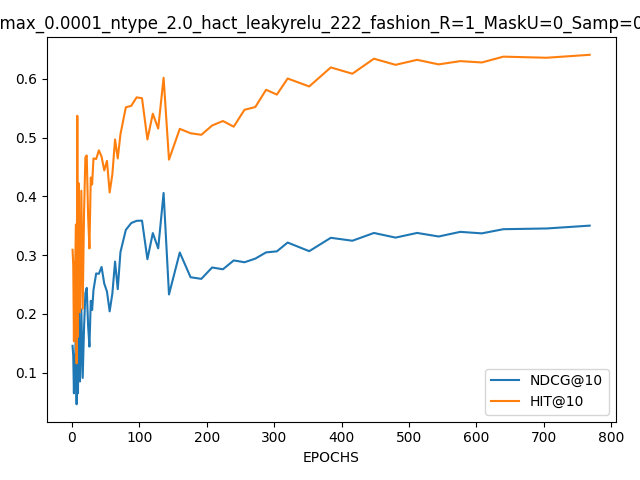 max_0.0001_ntype_2.0_hact_leakyrelu_222_fashion_R=1_MaskU=0_Samp=0
0.6
0.5
0.4
0.3
0.2
0.1
0 100 200 300 400 500 600 700 800
EPOCHS
NDCG@10
HIT@10